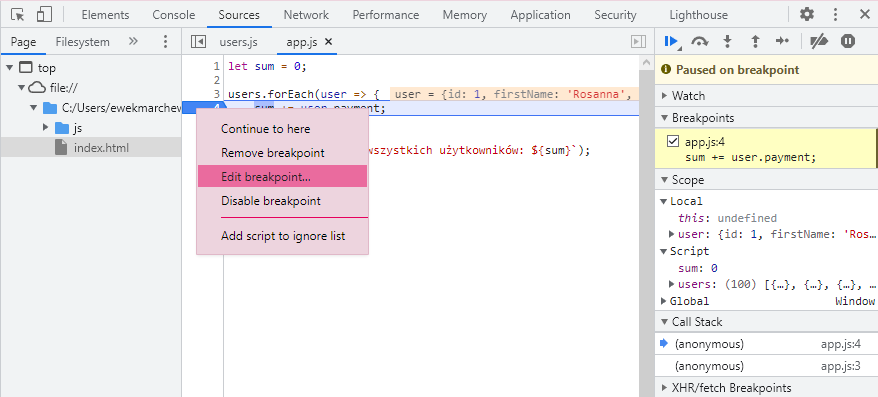 Elements Console Sources Network Performance Memory Application Security Lighthouse
Page Filesystem »
users.js app.js ×
top
file://
C:/Users/ewekmarchew
js
index.html
1 let sum = 0;
2
3 users.forEach(user => { user = {id: 1, firstName: 'Rosanna',
4 sum += user.payment;
wszystkich użytkowników: ${sum}`);
Continue to here
Remove breakpoint
Edit breakpoint...
Disable breakpoint
Add script to ignore list
Paused on breakpoint
Watch
Breakpoints
app.js:4
sum += user.payment;
Scope
Local
this: undefined
user: {id: 1, firstName: 'Ros…
Script
sum: 0
users: (100) [{…}, {…}, {…}, …
Global Window
Call Stack
(anonymous) app.js:4
(anonymous) app.js:3
XHR/fetch Breakpoints